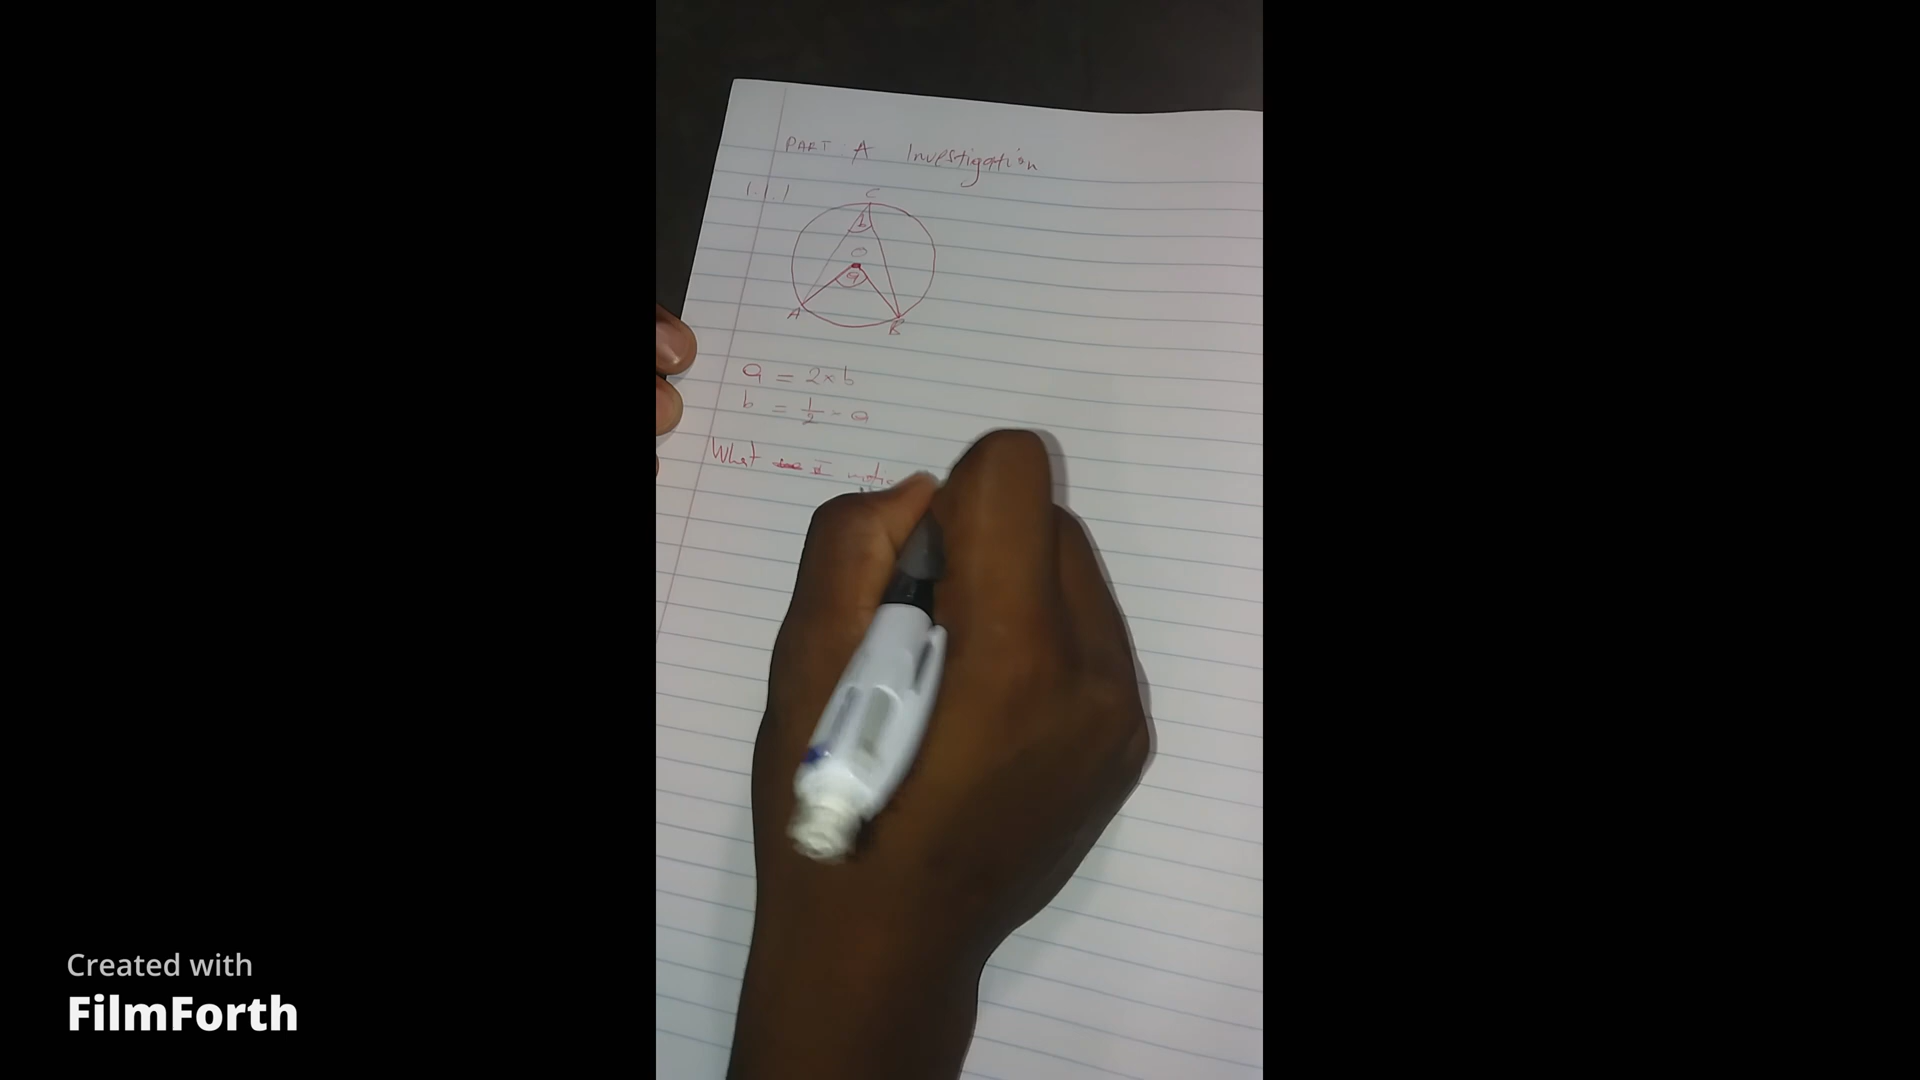 PART : A Investigation
1.1.1
C
b
O
a
A
B
a = 2 × b
b = 1/2 × a
What I
Created with
FilmForth